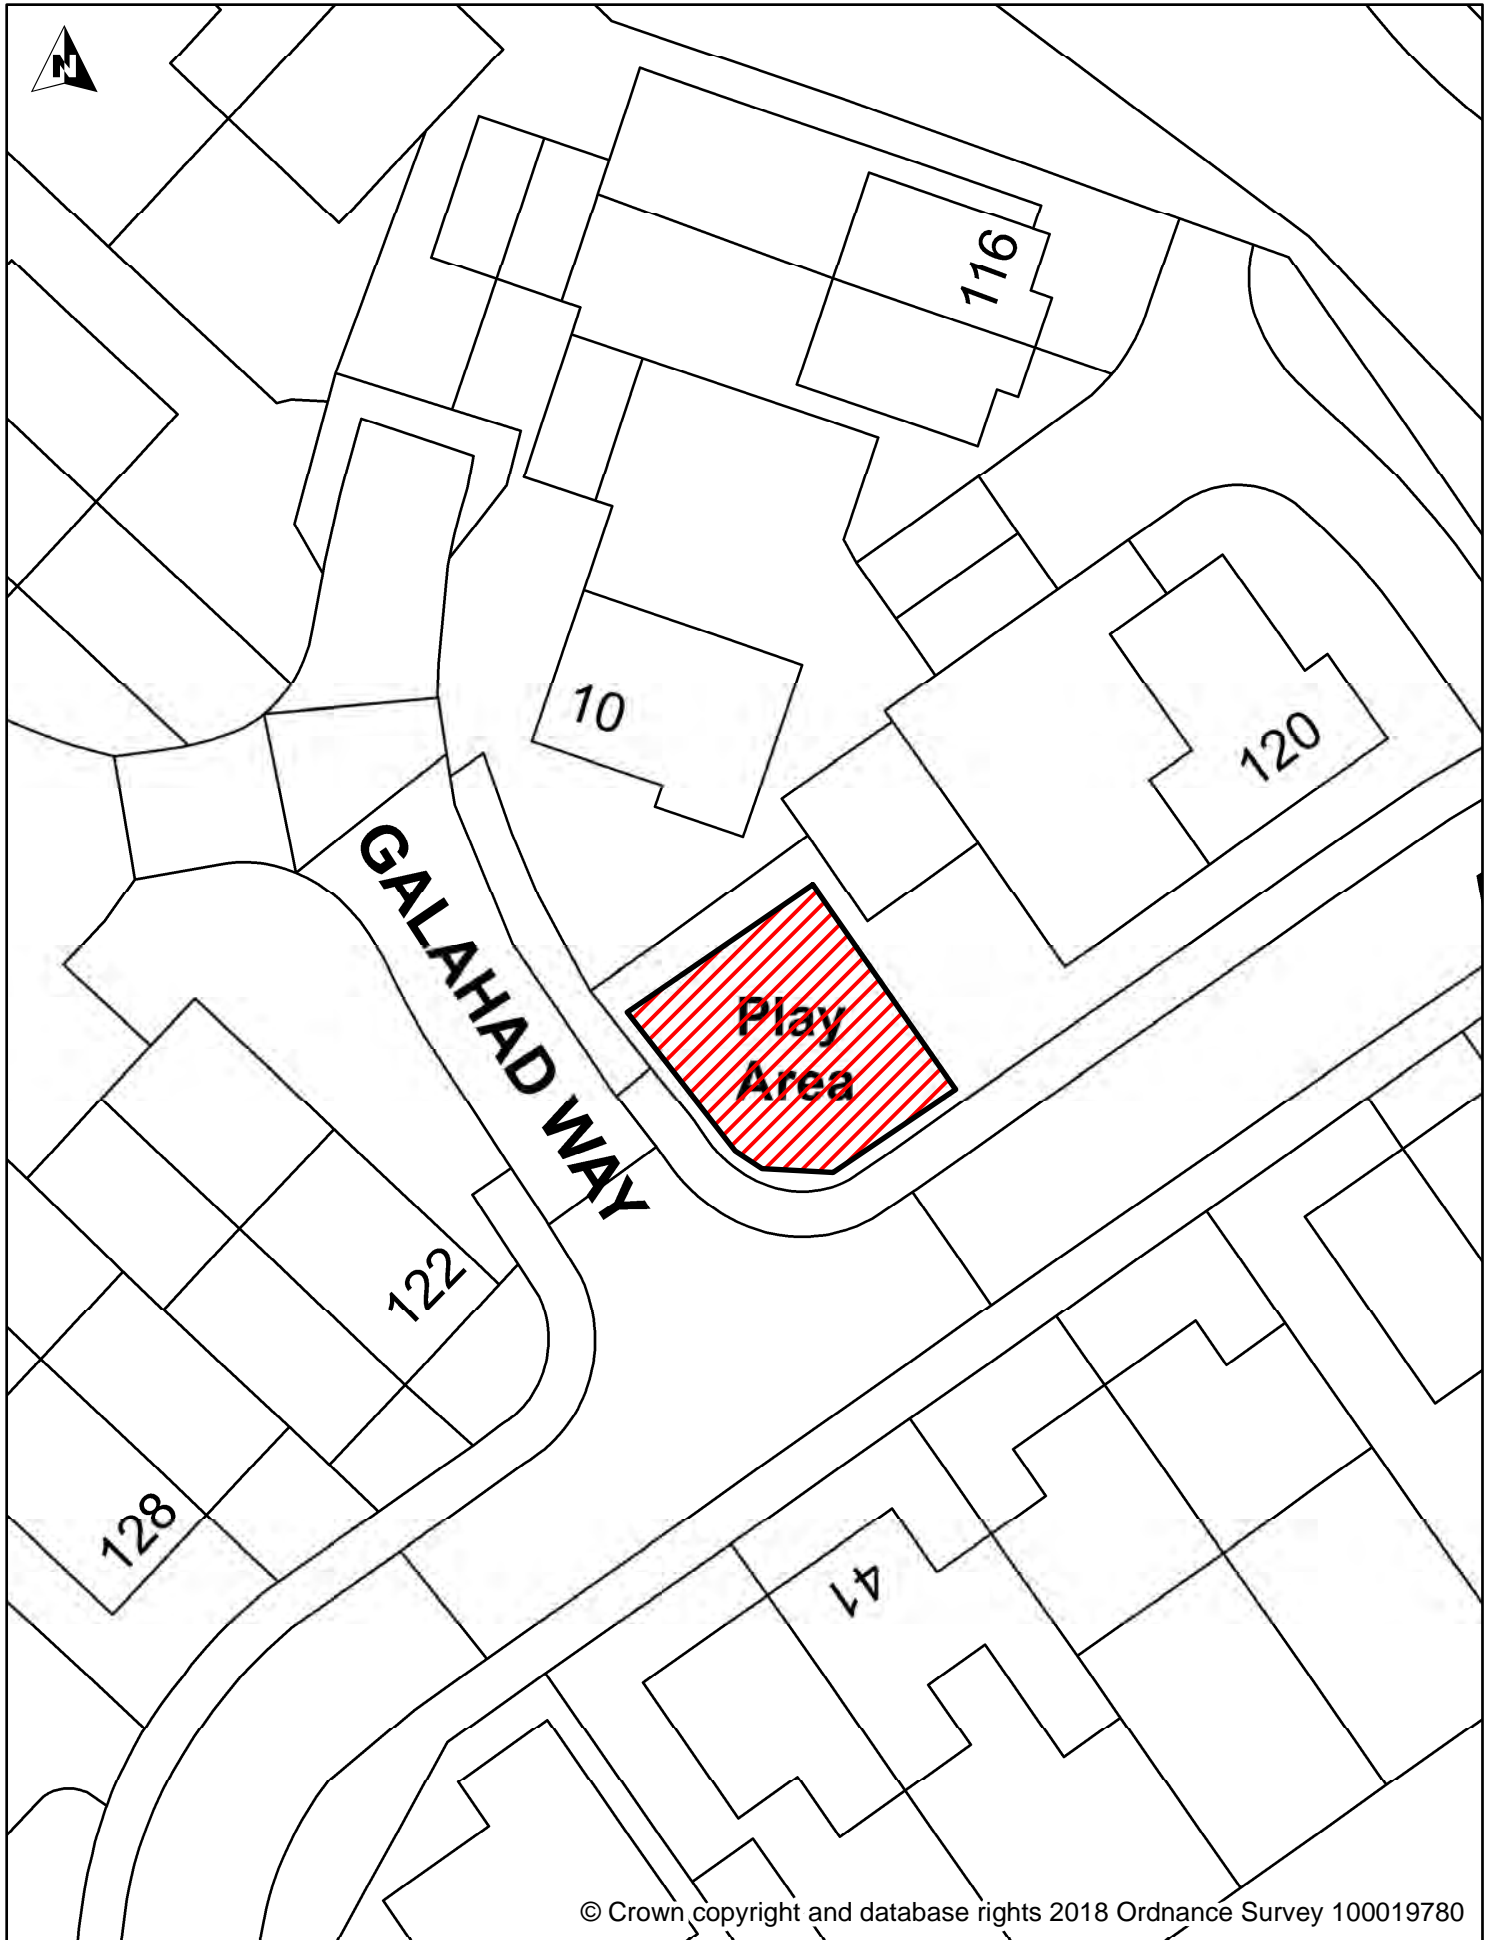 N
116
10
120
GALAHAD WAY
Play
Area
122
128
41
© Crown copyright and database rights 2018 Ordnance Survey 100019780